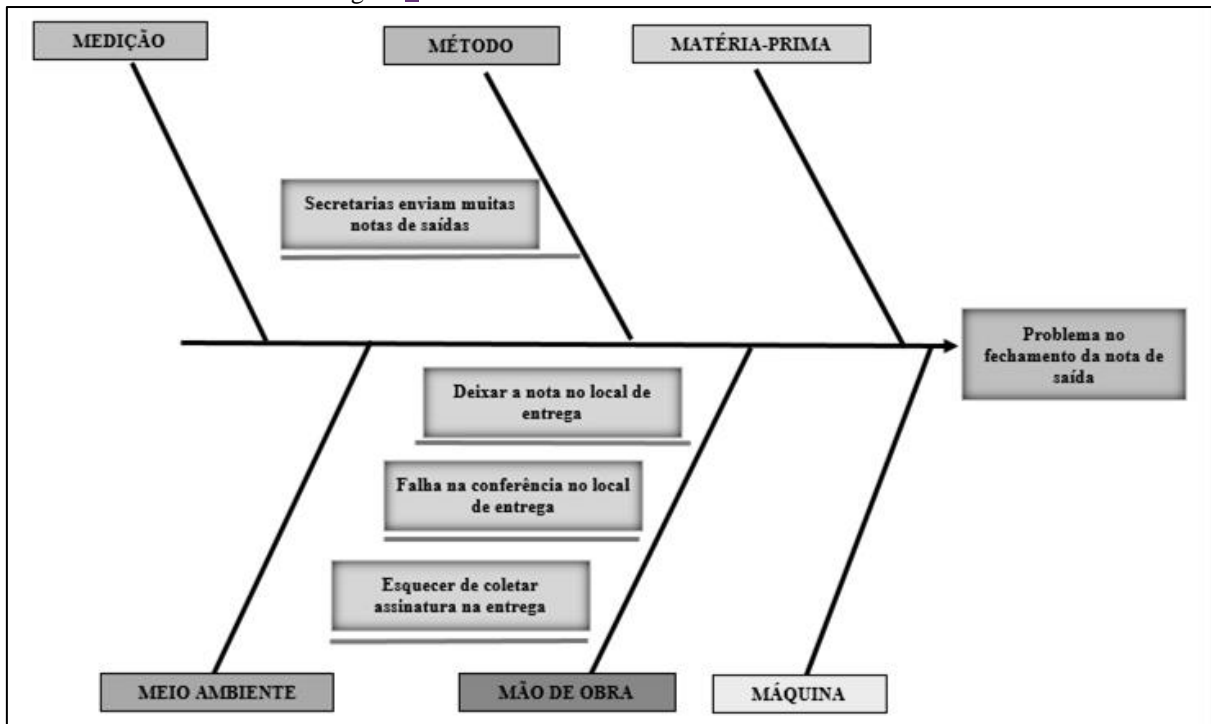 MEDIÇÃO
MÉTODO
MATÉRIA-PRIMA
Secretarias enviam muitas
notas de saídas
Problema no
fechamento da nota de
saída
Deixar a nota no local de
entrega
Falha na conferência no local
de entrega
Esquecer de coletar
assinatura na entrega
MEIO AMBIENTE
MÃO DE OBRA
MÁQUINA